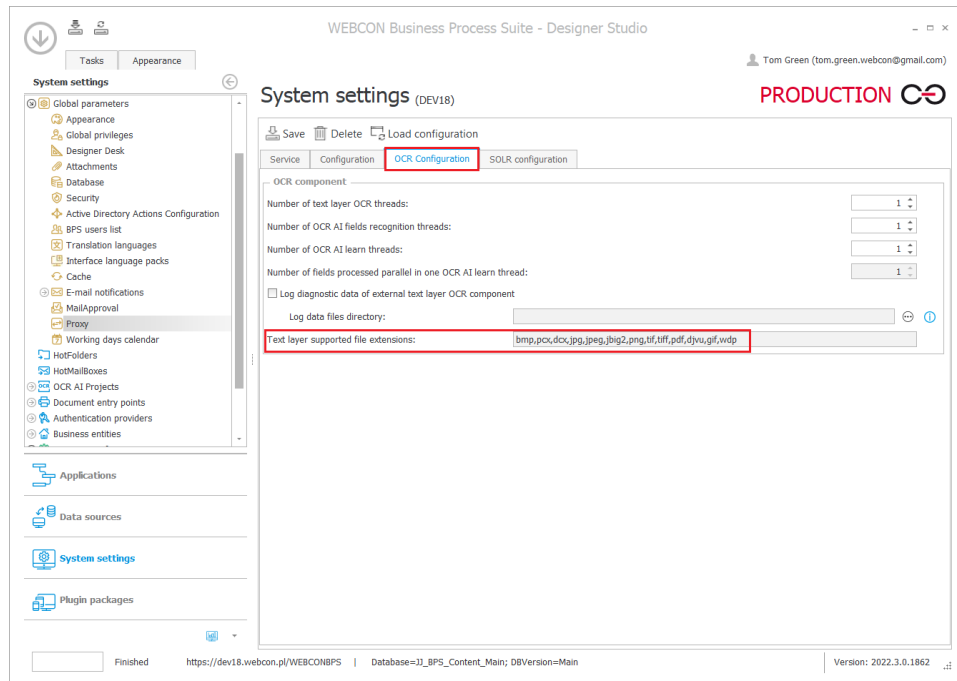 WEBCON Business Process Suite - Designer Studio
Tasks Appearance
Tom Green (tom.green.webcon@gmail.com)
System settings
Global parameters
Appearance
Global privileges
Designer Desk
Attachments
Database
Security
Active Directory Actions Configuration
BPS users list
Translation languages
Interface language packs
Cache
E-mail notifications
MailApproval
Proxy
Working days calendar
HotFolders
HotMailBoxes
OCR AI Projects
Document entry points
Authentication providers
Business entities
Applications
Data sources
System settings
Plugin packages
System settings (DEV18)
PRODUCTION
Save Delete Load configuration
Service Configuration OCR Configuration SOLR configuration
OCR component
Number of text layer OCR threads: 1
Number of OCR AI fields recognition threads: 1
Number of OCR AI learn threads: 1
Number of fields processed parallel in one OCR AI learn thread: 1
Log diagnostic data of external text layer OCR component
Log data files directory:
Text layer supported file extensions: bmp,pcx,dcx,jpg,jpeg,jbig2,png,tif,tiff,pdf,djvu,gif,wdp
Finished https://dev18.webcon.pl/WEBCONBPS | Database=JJ_BPS_Content_Main; DBVersion=Main Version: 2022.3.0.1862